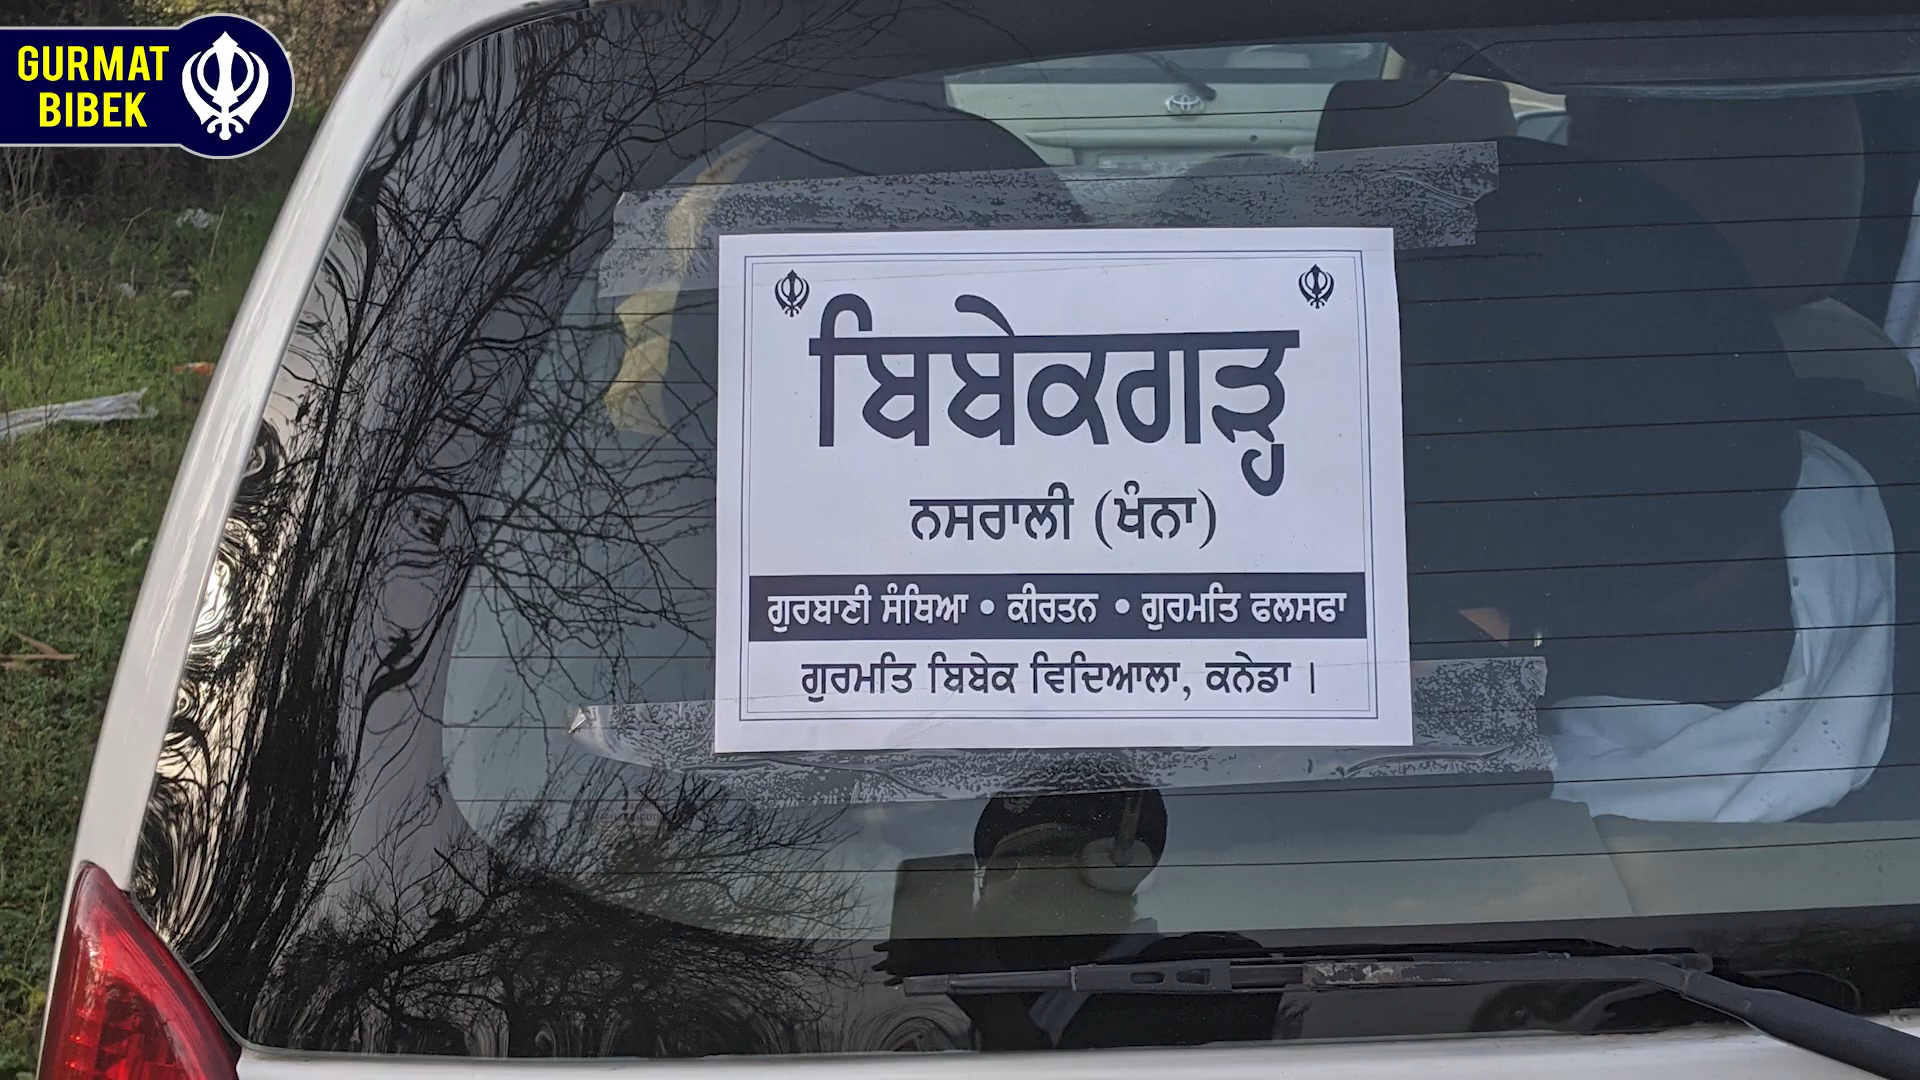 GURMAT
BIBEK
ਬਿਬੇਕਗੜ੍ਹ
ਨਸਰਾਲੀ (ਖੰਨਾ)
ਗੁਰਬਾਣੀ ਸੰਥਿਆ • ਕੀਰਤਨ • ਗੁਰਮਤਿ ਫਲਸਫਾ
ਗੁਰਮਤਿ ਬਿਬੇਕ ਵਿਦਿਆਲਾ, ਕਨੇਡਾ ।